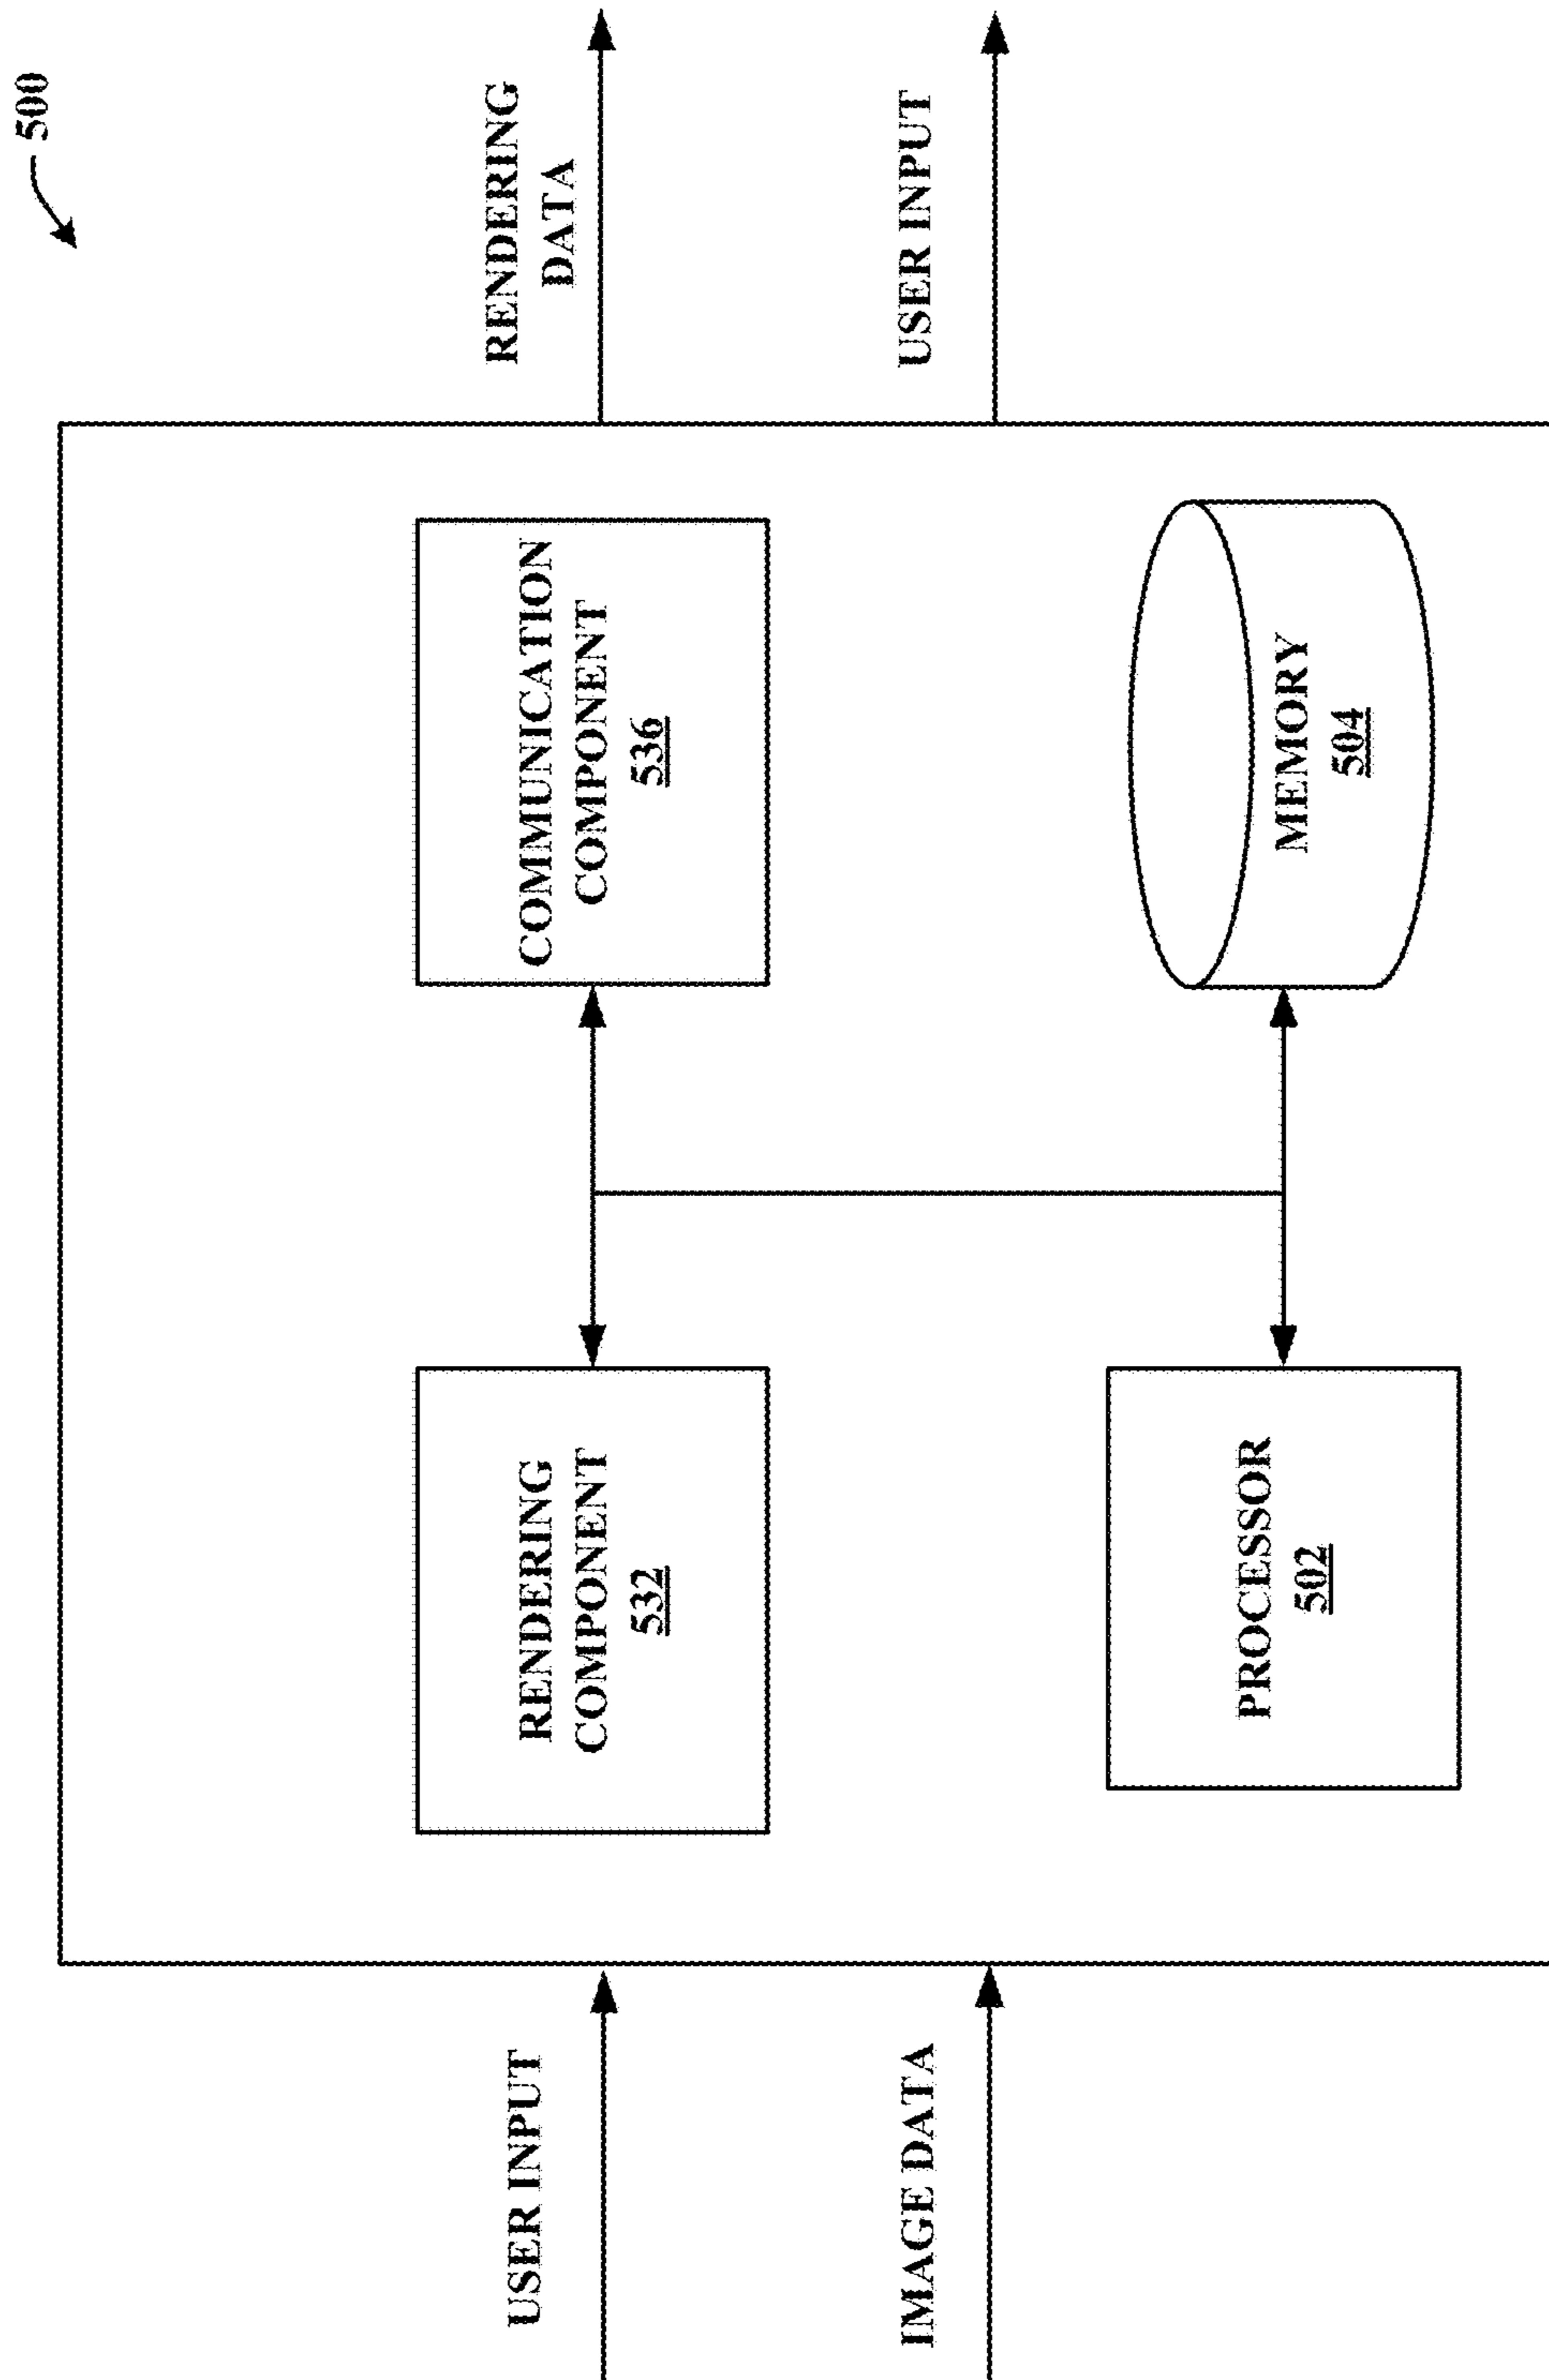 500
USER INPUT
IMAGE DATA
RENDERING
COMPONENT
532
COMMUNICATION
COMPONENT
536
PROCESSOR
502
MEMORY
504
RENDERING
DATA
USER INPUT